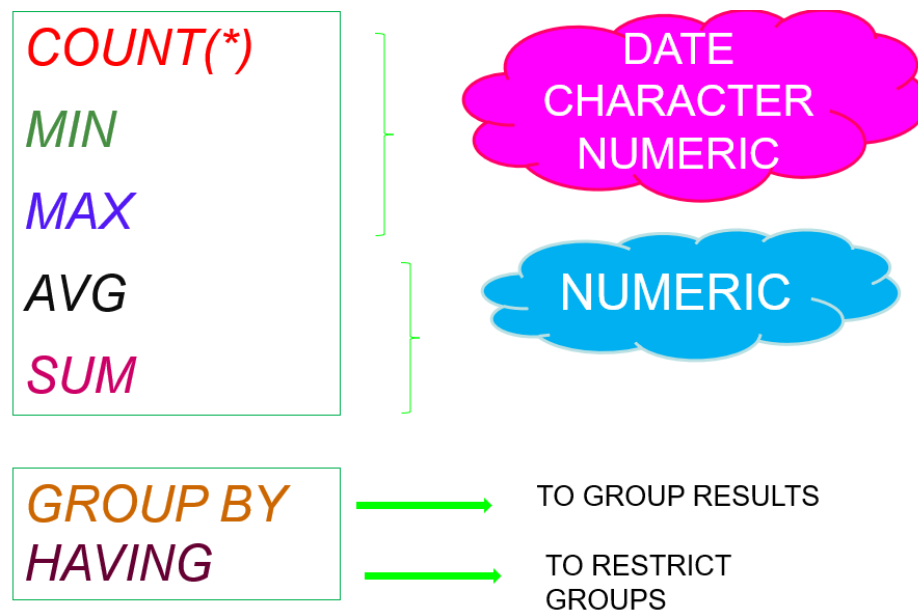 COUNT(*)
MIN
MAX
AVG
SUM
DATE
CHARACTER
NUMERIC
NUMERIC
GROUP BY
HAVING
TO GROUP RESULTS
TO RESTRICT
GROUPS